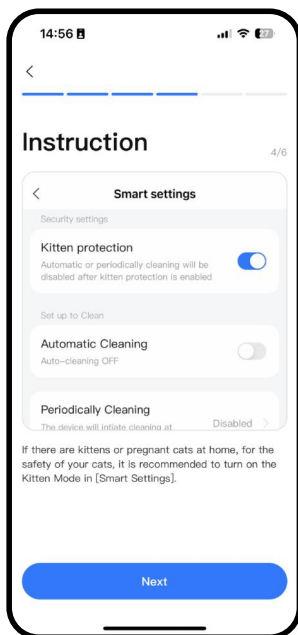 14:56
27
Instruction
4/6
Smart settings
Security settings
Kitten protection
Automatic or periodically cleaning will be
disabled after kitten protection is enabled
Set up to Clean
Automatic Cleaning
Auto-cleaning OFF
Periodically Cleaning
The device will intiate cleaning at
Disabled
If there are kittens or pregnant cats at home, for the
safety of your cats, it is recommended to turn on the
Kitten Mode in [Smart Settings].
Next